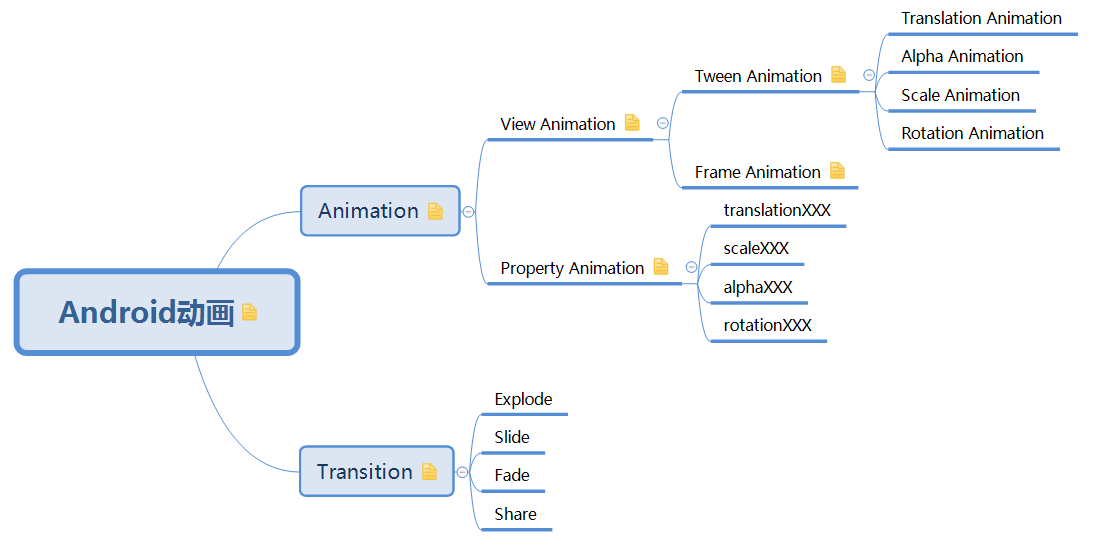 Android动画
Animation
View Animation
Tween Animation
Translation Animation
Alpha Animation
Scale Animation
Rotation Animation
Frame Animation
Property Animation
translationXXX
scaleXXX
alphaXXX
rotationXXX
Transition
Explode
Slide
Fade
Share